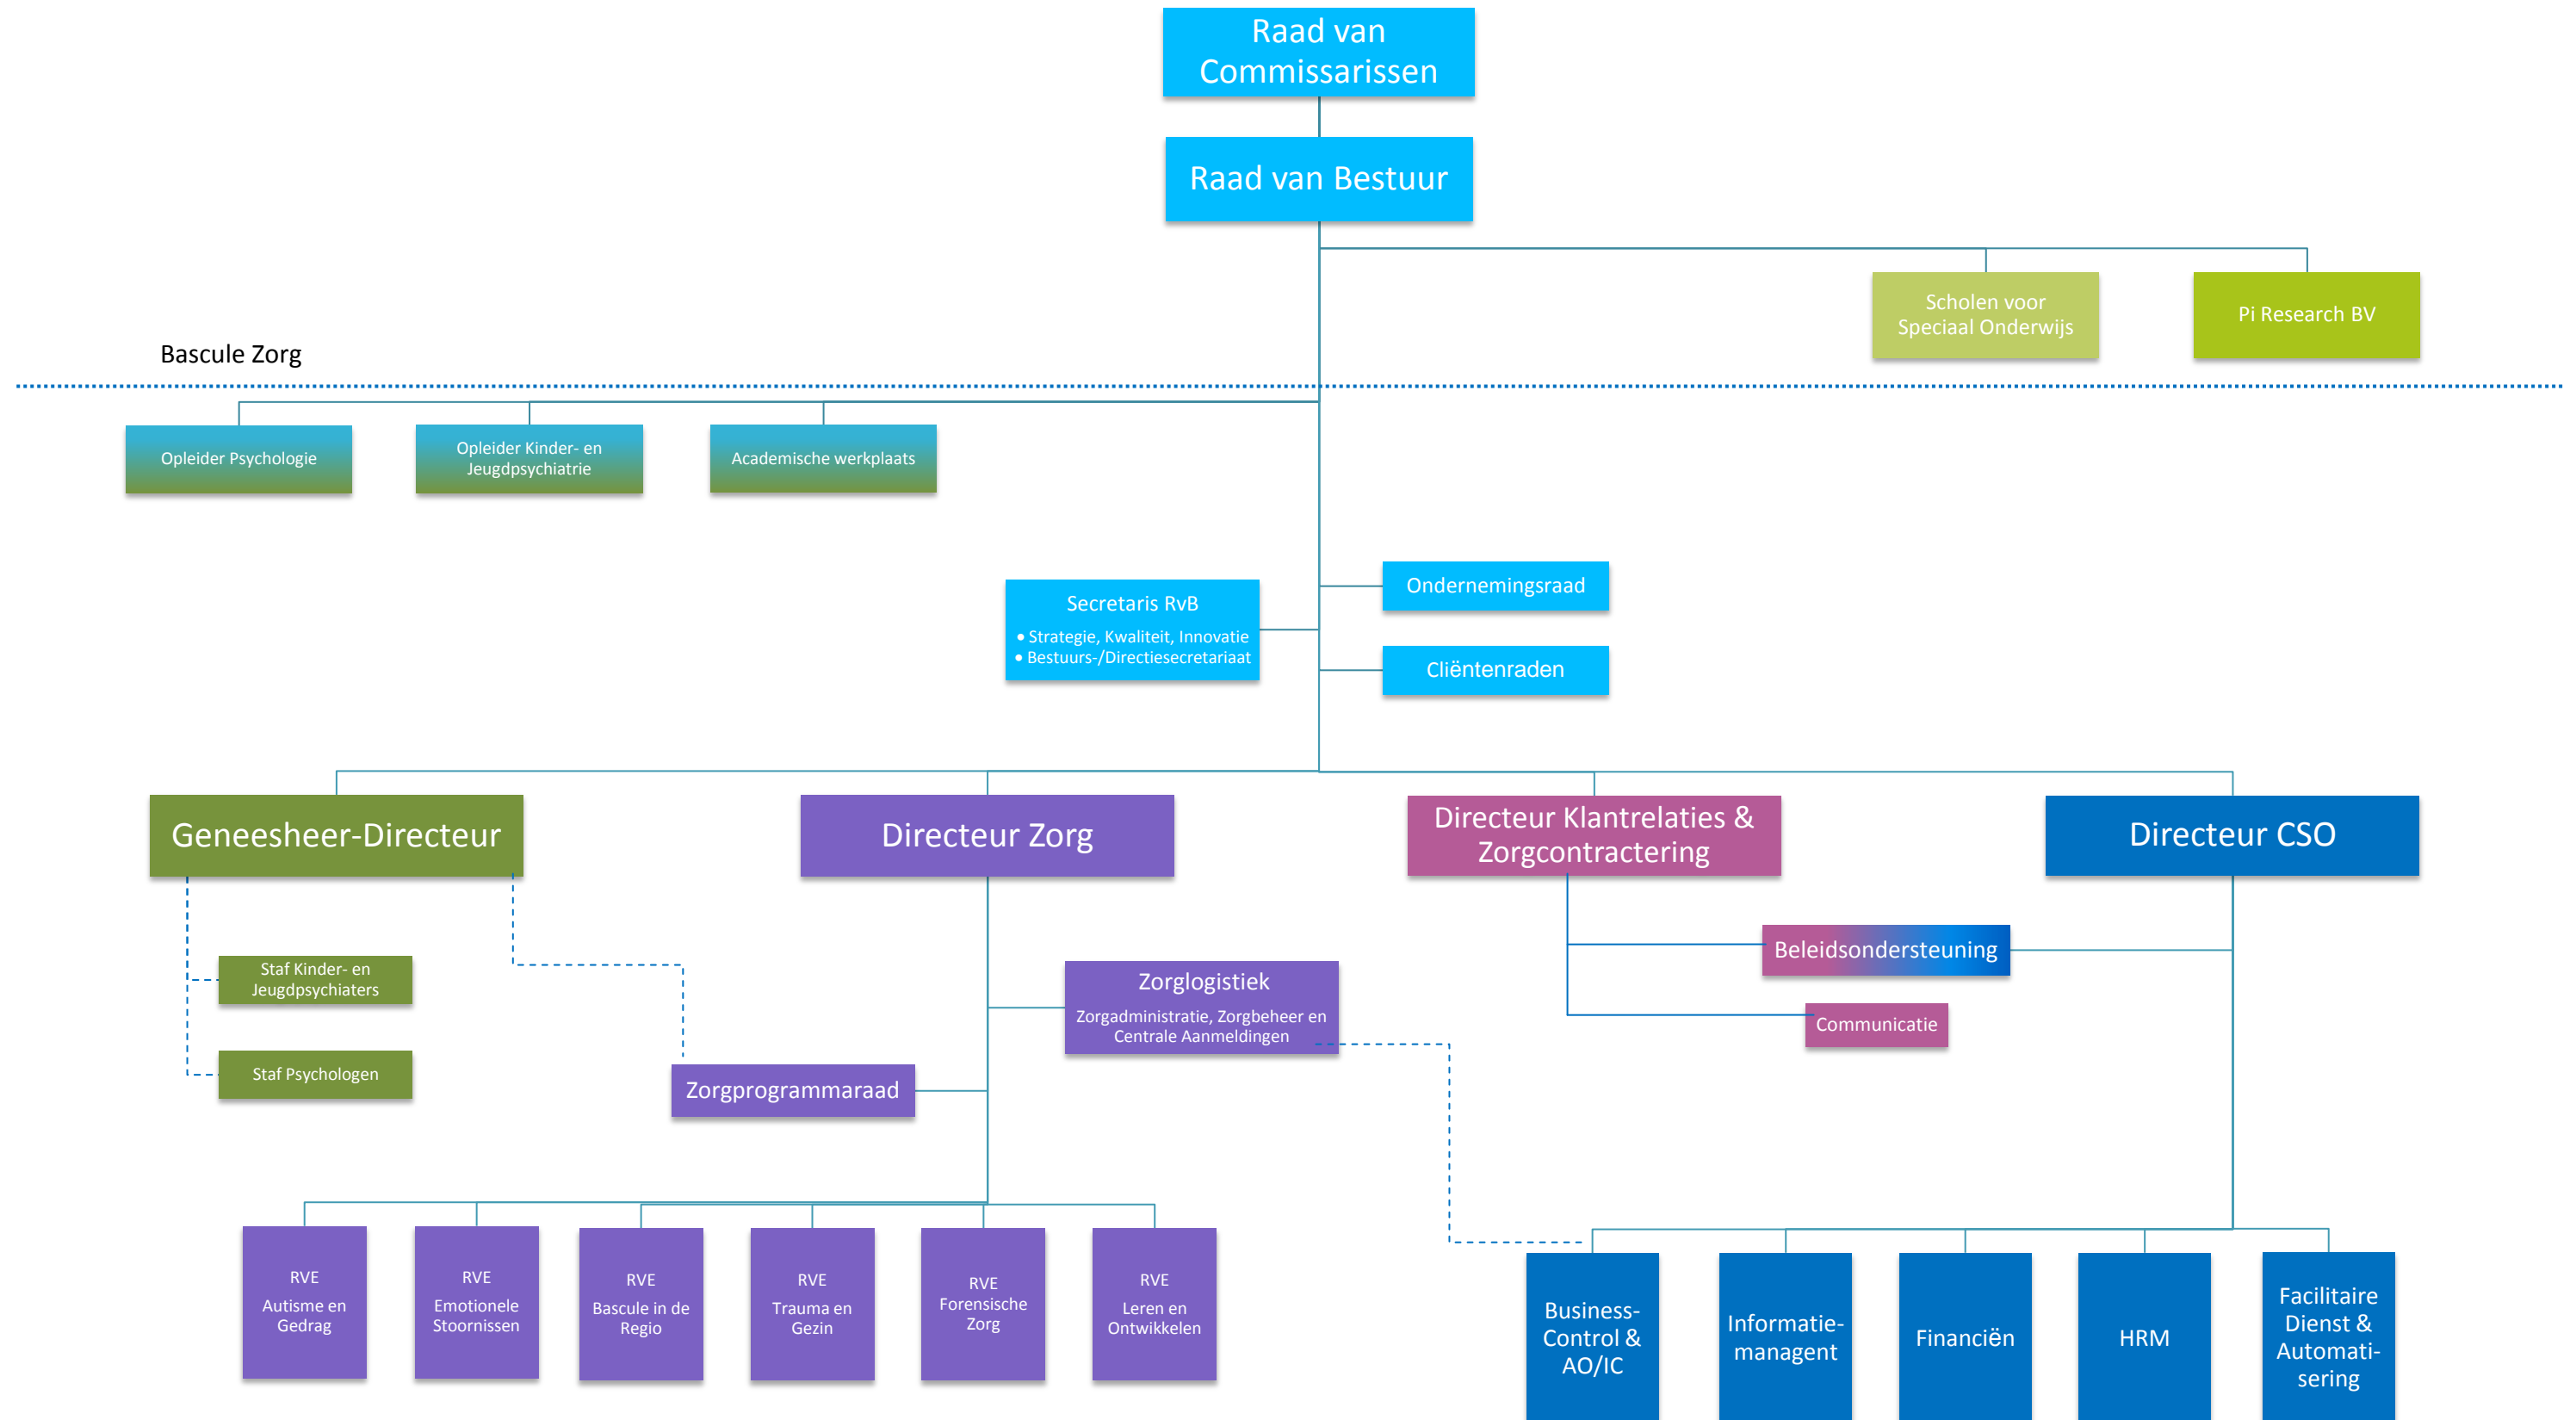 Raad van
Commissarissen
Raad van Bestuur
Scholen voor
Speciaal Onderwijs
Pi Research BV
Bascule Zorg
Opleider Psychologie
Opleider Kinder- en
Jeugdpsychiatrie
Academische werkplaats
Secretaris RvB
• Strategie, Kwaliteit, Innovatie
• Bestuurs-/Directiesecretariaat
Ondernemingsraad
Cliëntenraden
Geneesheer-Directeur
Directeur Zorg
Directeur Klantrelaties &
Zorgcontractering
Directeur CSO
Staf Kinder- en
Jeugdpsychiaters
Staf Psychologen
Zorglogistiek
Zorgadministratie, Zorgbeheer en
Centrale Aanmeldingen
Zorgprogrammaraad
Beleidsondersteuning
Communicatie
RVE
Autisme en
Gedrag
RVE
Emotionele
Stoornissen
RVE
Bascule in de
Regio
RVE
Trauma en
Gezin
RVE
Forensische
Zorg
RVE
Leren en
Ontwikkelen
Business-
Control &
AO/IC
Informatie-
managent
Financiën
HRM
Facilitaire
Dienst &
Automati-
sering